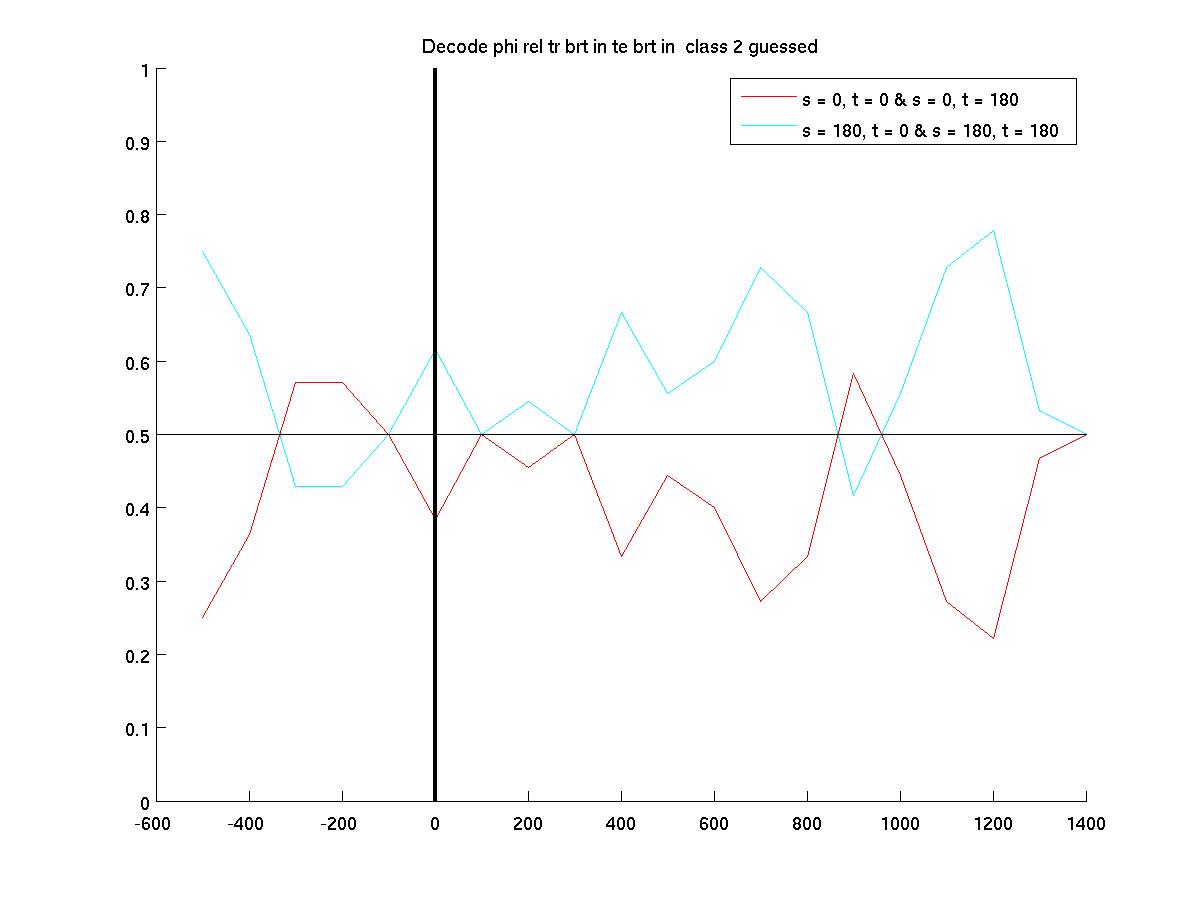 Decode phi rel tr brt in te brt in  class 2 guessed
s = 0, t = 0 & s = 0, t = 180
s = 180, t = 0 & s = 180, t = 180
1
0.9
0.8
0.7
0.6
0.5
0.4
0.3
0.2
0.1
0
-600 -400 -200 0 200 400 600 800 1000 1200 1400